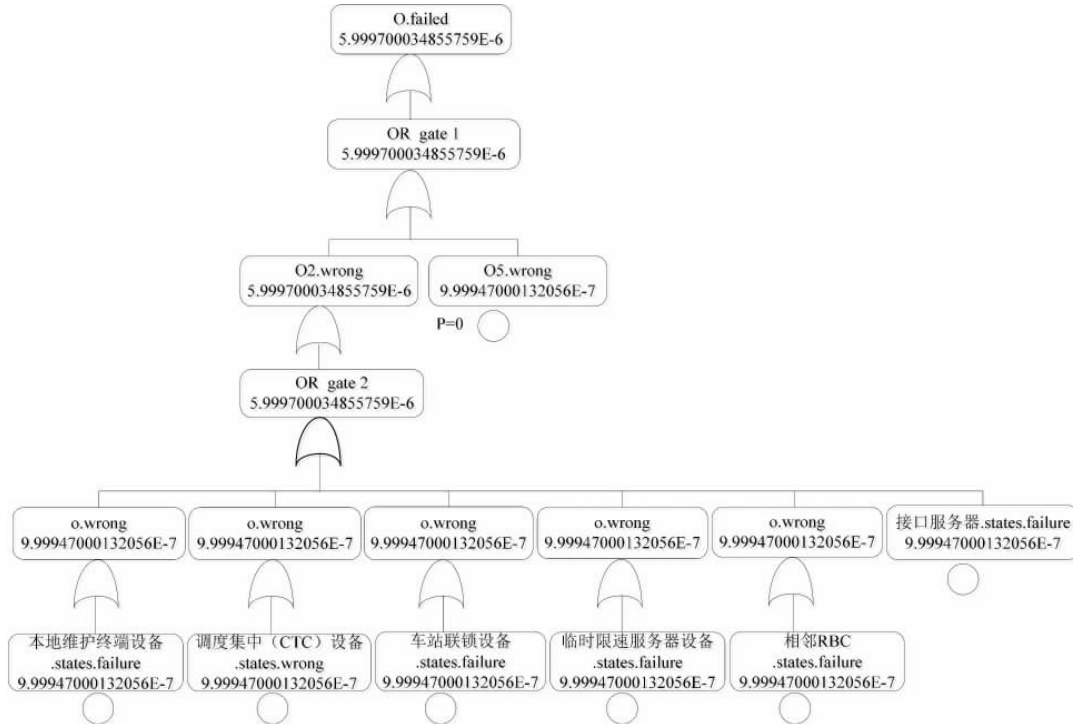 O.failed
5.999700034855759E-6
OR gate 1
5.999700034855759E-6
O2.wrong
5.999700034855759E-6
O5.wrong
9.99947000132056E-7
P=0
OR gate 2
5.999700034855759E-6
o.wrong
9.99947000132056E-7
o.wrong
9.99947000132056E-7
o.wrong
9.99947000132056E-7
o.wrong
9.99947000132056E-7
o.wrong
9.99947000132056E-7
接口服务器.states.failure
9.99947000132056E-7
本地维护终端设备
.states.failure
9.99947000132056E-7
调度集中（CTC）设备
.states.wrong
9.99947000132056E-7
车站联锁设备
.states.failure
9.99947000132056E-7
临时限速服务器设备
.states.failure
9.99947000132056E-7
相邻RBC
.states.failure
9.99947000132056E-7